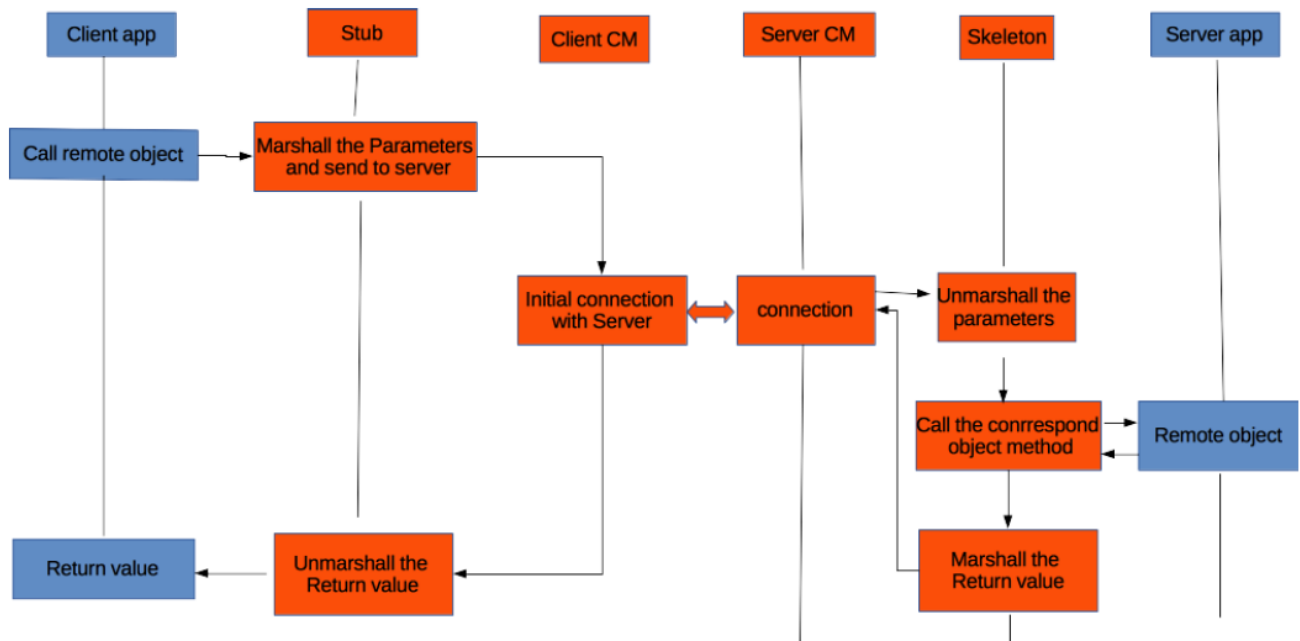 Client app
Stub
Client CM
Server CM
Skeleton
Server app
Call remote object
Marshall the Parameters
and send to server
Initial connection
with Server
connection
Unmarshall the
parameters
Call the conrrespond
object method
Remote object
Return value
Unmarshall the
Return value
Marshall the
Return value